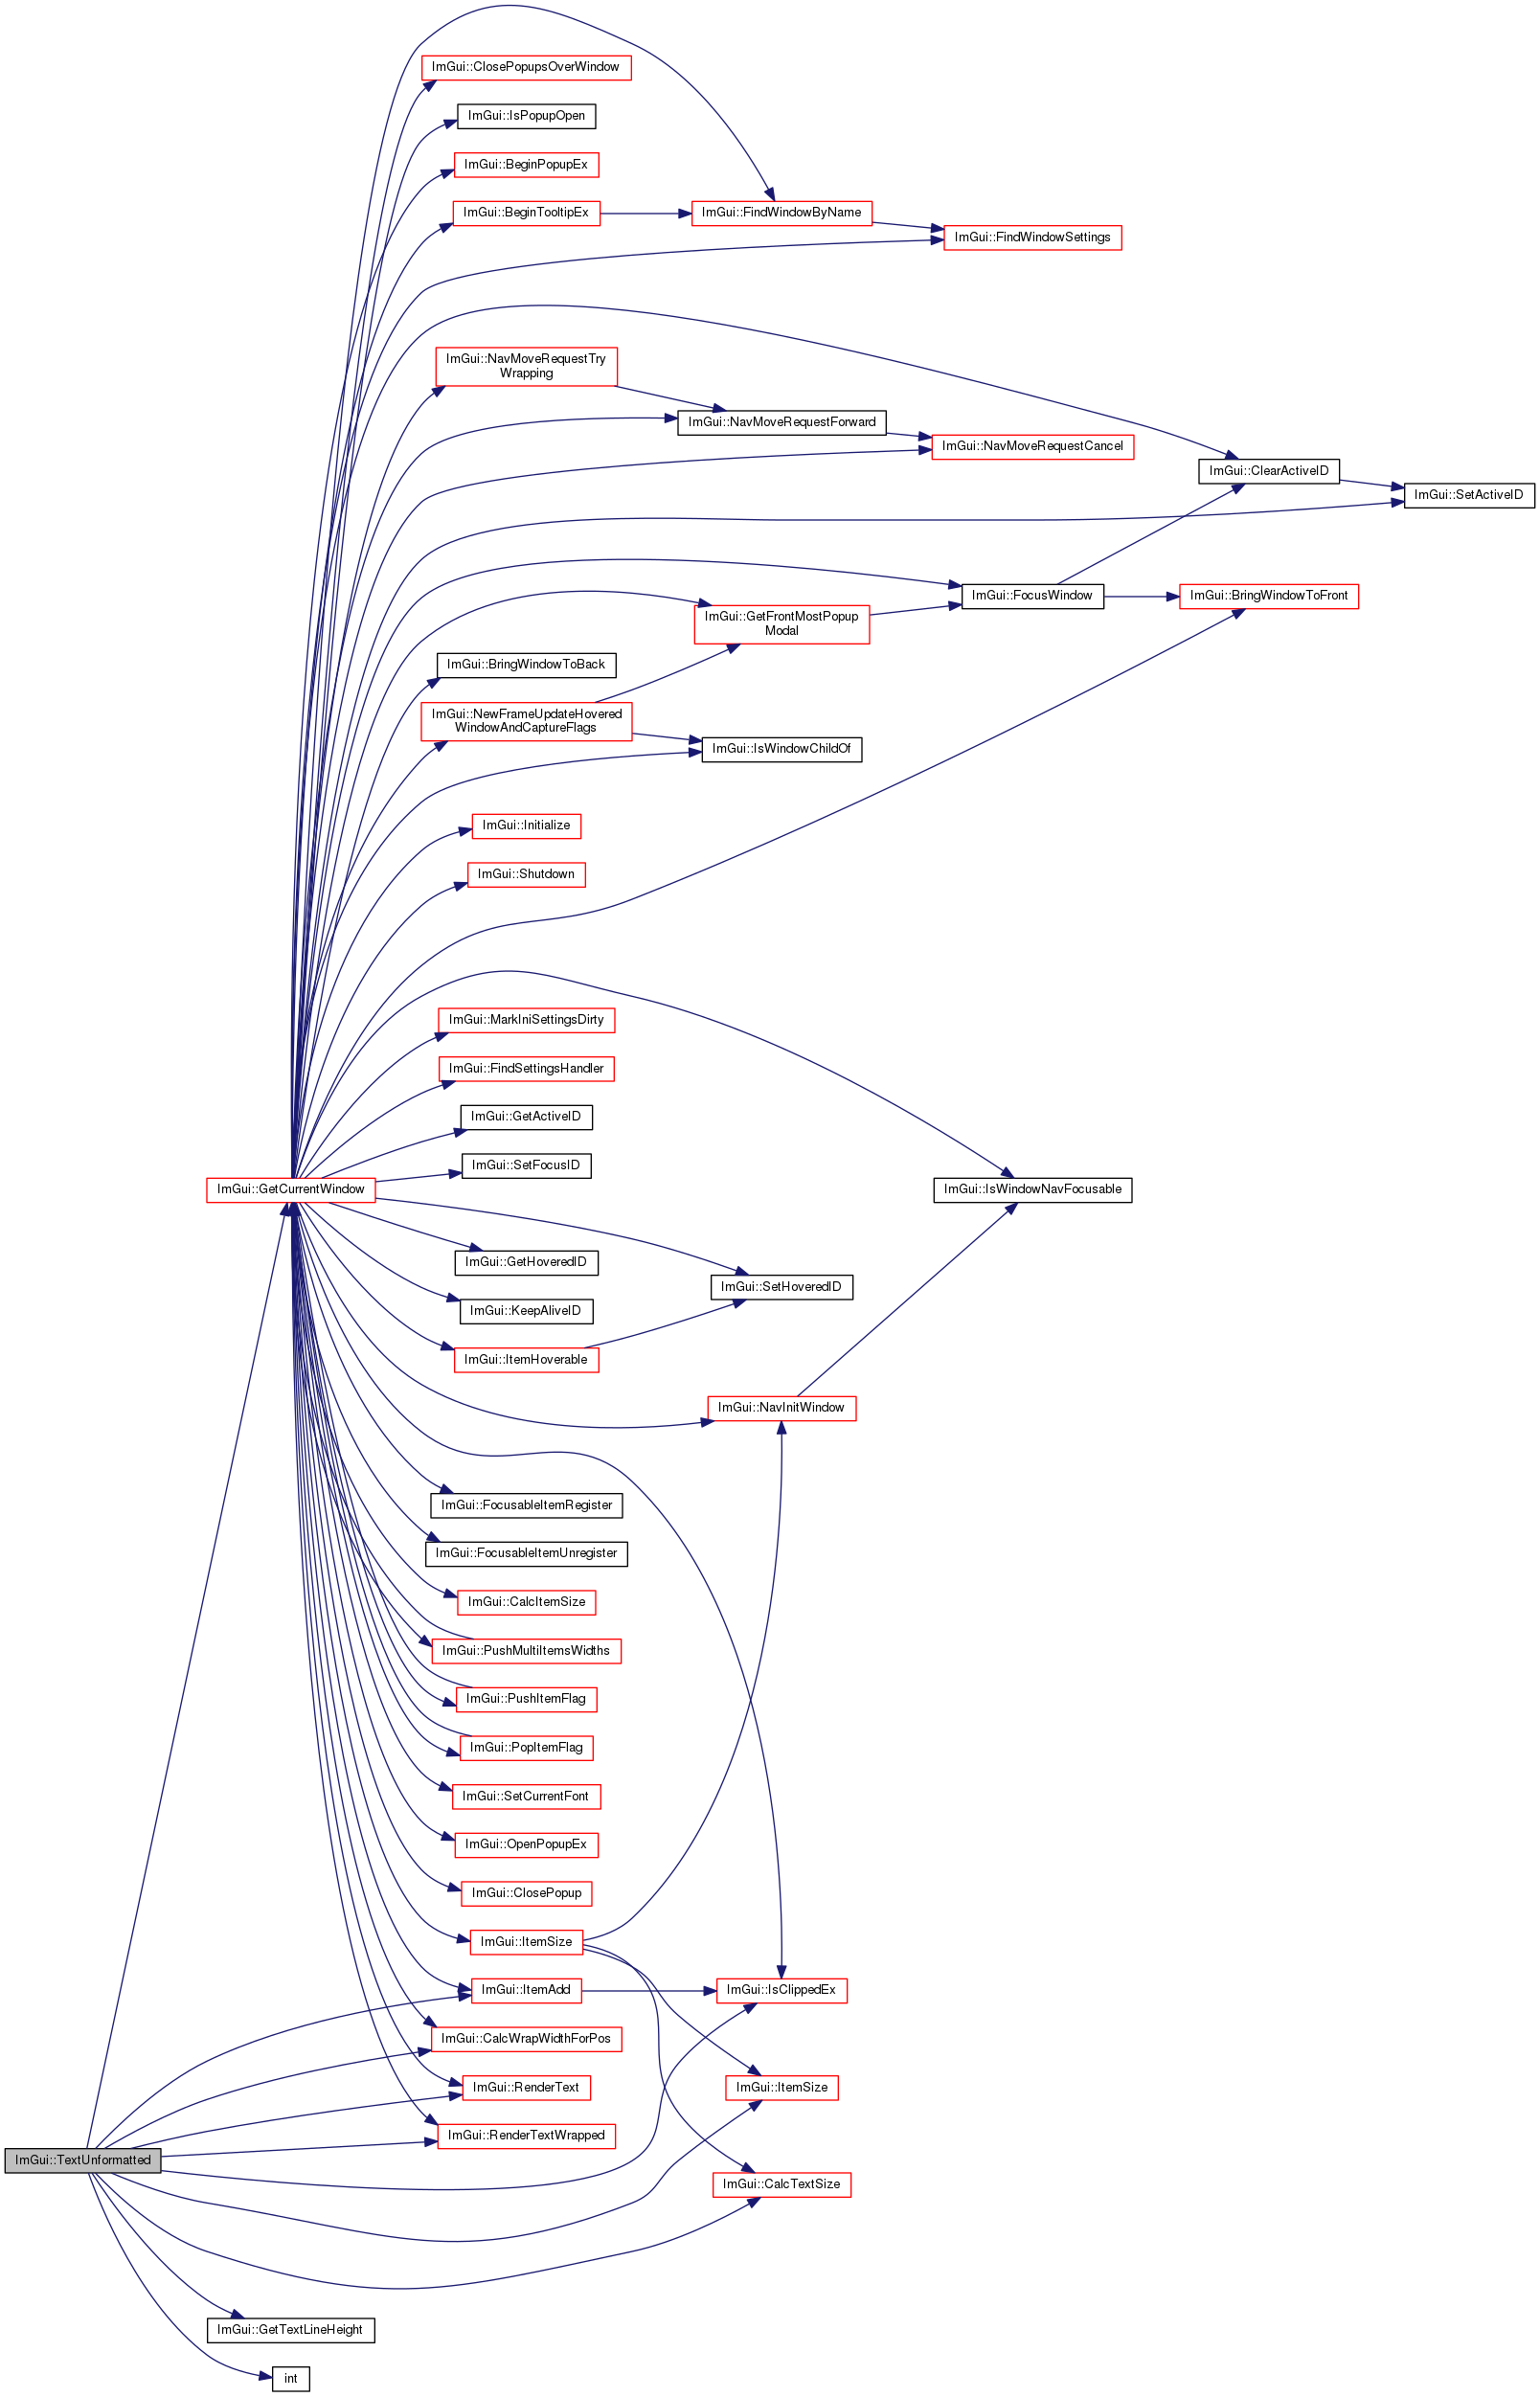 ImGui::ClosePopupsOverWindow
ImGui::IsPopupOpen
ImGui::BeginPopupEx
ImGui::BeginTooltipEx
ImGui::FindWindowByName
ImGui::FindWindowSettings
ImGui::NavMoveRequestTry
Wrapping
ImGui::NavMoveRequestForward
ImGui::NavMoveRequestCancel
ImGui::ClearActiveID
ImGui::SetActiveID
ImGui::FocusWindow
ImGui::BringWindowToFront
ImGui::GetFrontMostPopup
Modal
ImGui::BringWindowToBack
ImGui::NewFrameUpdateHovered
WindowAndCaptureFlags
ImGui::IsWindowChildOf
ImGui::Initialize
ImGui::Shutdown
ImGui::MarkIniSettingsDirty
ImGui::FindSettingsHandler
ImGui::GetActiveID
ImGui::SetFocusID
ImGui::GetCurrentWindow
ImGui::IsWindowNavFocusable
ImGui::GetHoveredID
ImGui::SetHoveredID
ImGui::KeepAliveID
ImGui::ItemHoverable
ImGui::NavInitWindow
ImGui::FocusableItemRegister
ImGui::FocusableItemUnregister
ImGui::CalcItemSize
ImGui::PushMultiItemsWidths
ImGui::PushItemFlag
ImGui::PopItemFlag
ImGui::SetCurrentFont
ImGui::OpenPopupEx
ImGui::ClosePopup
ImGui::ItemSize
ImGui::ItemAdd
ImGui::IsClippedEx
ImGui::CalcWrapWidthForPos
ImGui::RenderText
ImGui::ItemSize
ImGui::RenderTextWrapped
ImGui::TextUnformatted
ImGui::CalcTextSize
ImGui::GetTextLineHeight
int